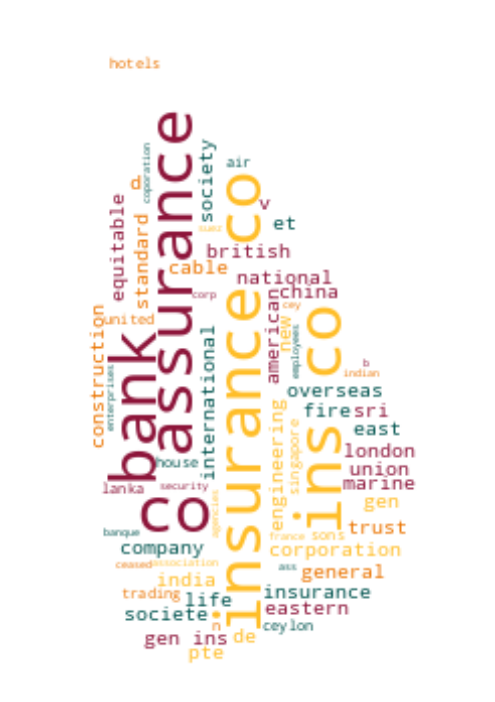 hotels
assurance
coporation
society
air
co
p
v
equitable
standard
suez
et
british
cable
national
corp
china
american
cey
construction
united
new
co
bank
international
employees
enterprises
b
indian
insurance
overseas
engineering
singapore
fire
sri
east
house
london
union
lanka
security
marine
co
agencies
ins
gen
trust
banque
france
sons
company
corporation
ceased
association
ass
general
india
trading
life
insurance
societe
eastern
n
ceylon
gen ins
de
pte